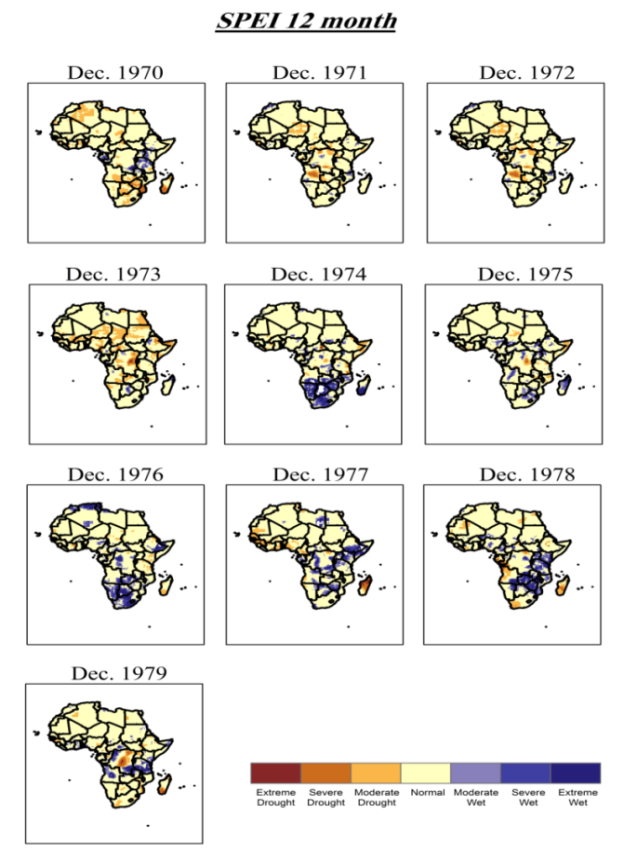 SPEI 12 month
Dec. 1970 Dec. 1971 Dec. 1972
Dec. 1973 Dec. 1974 Dec. 1975
Dec. 1976 Dec. 1977 Dec. 1978
Dec. 1979
Extreme Severe Moderate Normal Moderate Severe Extreme
Drought Drought Drought Wet Wet Wet